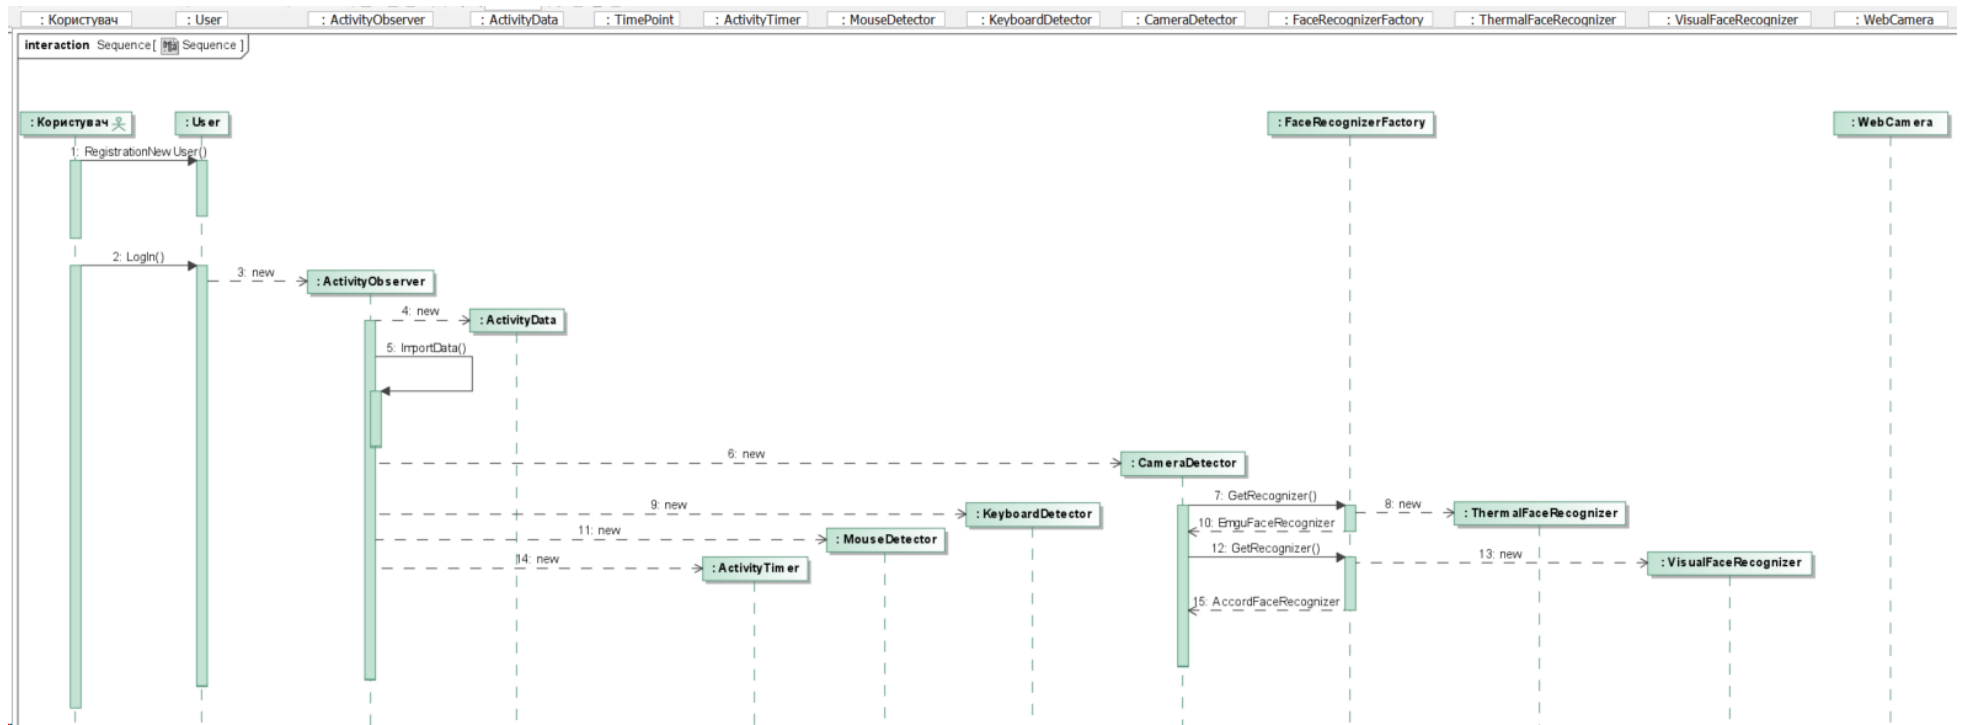 : Користувач
: User
: ActivityObserver
: ActivityData
: TimePoint
: ActivityTimer
: MouseDetector
: KeyboardDetector
: CameraDetector
: FaceRecognizerFactory
: ThermalFaceRecognizer
: VisualFaceRecognizer
: WebCamera
interaction Sequence[ Sequence ]
: Користувач
: User
: FaceRecognizerFactory
: WebCamera
1: RegistrationNewUser()
2: LogIn()
3: new
: ActivityObserver
4: new
: ActivityData
5: ImportData()
6: new
: CameraDetector
7: GetRecognizer()
8: new
: ThermalFaceRecognizer
9: new
: KeyboardDetector
10: EmguFaceRecognizer
11: new
: MouseDetector
12: GetRecognizer()
13: new
: VisualFaceRecognizer
14: new
: ActivityTimer
15: AccordFaceRecognizer